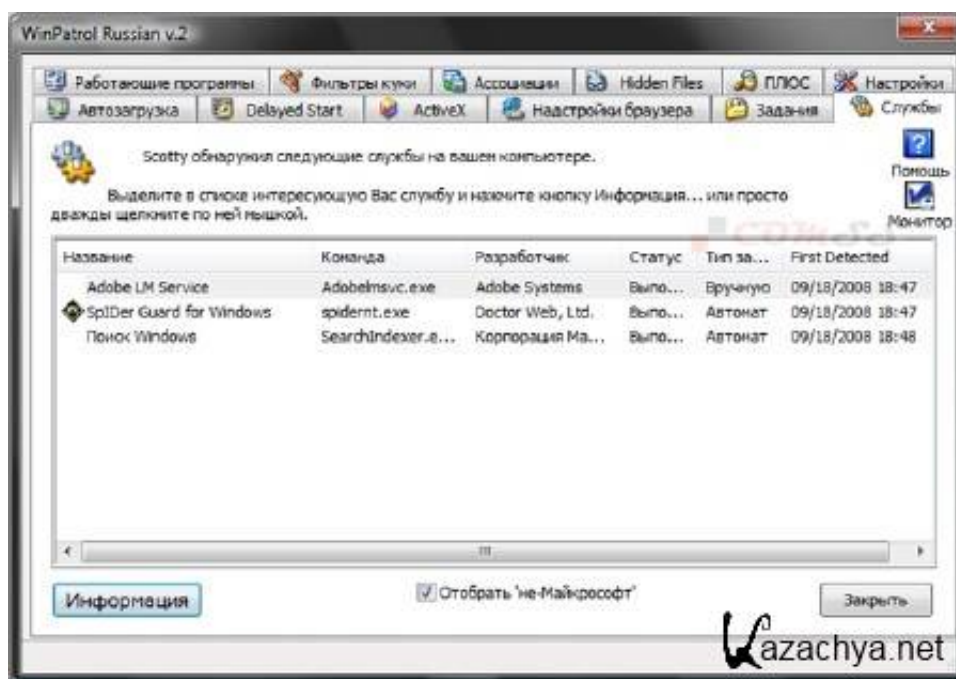 WinPatrol Russian v.2
Работающие программы Фильтры куки Ассоциации Hidden Files ПЛЮС Настройки
Автозагрузка Delayed Start ActiveX Надстройки браузера Задания Службы
Scotty обнаружил следующие службы на вашем компьютере.
Помощь
Выделите в списке интересующую Вас службу и нажмите кнопку Информация... или просто
дважды щелкните по ней мышкой.
Монитор
COMSS
Название Команда Разработчик Статус Тип за... First Detected
Adobe LM Service Adobelmsvc.exe Adobe Systems Выпо... Вручную 09/18/2008 18:47
SpIDer Guard for Windows spidernt.exe Doctor Web, Ltd. Выпо... Автомат 09/18/2008 18:47
Поиск Windows SearchIndexer.e... Корпорация Ма... Выпо... Автомат 09/18/2008 18:48
Информация
Отобрать 'не-Майкрософт'
Закрыть
Kazachya.net